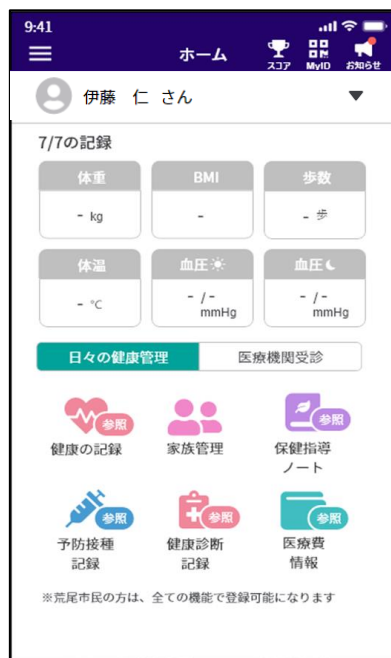 9:41
ホーム
スコア
MyID
お知らせ
伊藤 仁 さん
7/7の記録
体重
BMI
歩数
- kg
-
- 歩
体温
血圧
血圧
- ℃
- / -
mmHg
- / -
mmHg
日々の健康管理
医療機関受診
参照
健康の記録
家族管理
参照
保健指導
ノート
参照
予防接種
記録
参照
健康診断
記録
参照
医療費
情報
※荒尾市民の方は、全ての機能で登録可能になります